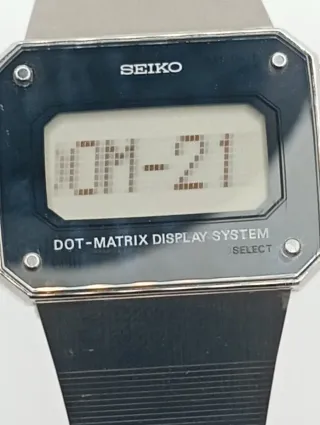 SEIKO
OM-21
DOT-MATRIX DISPLAY SYSTEM
SELECT